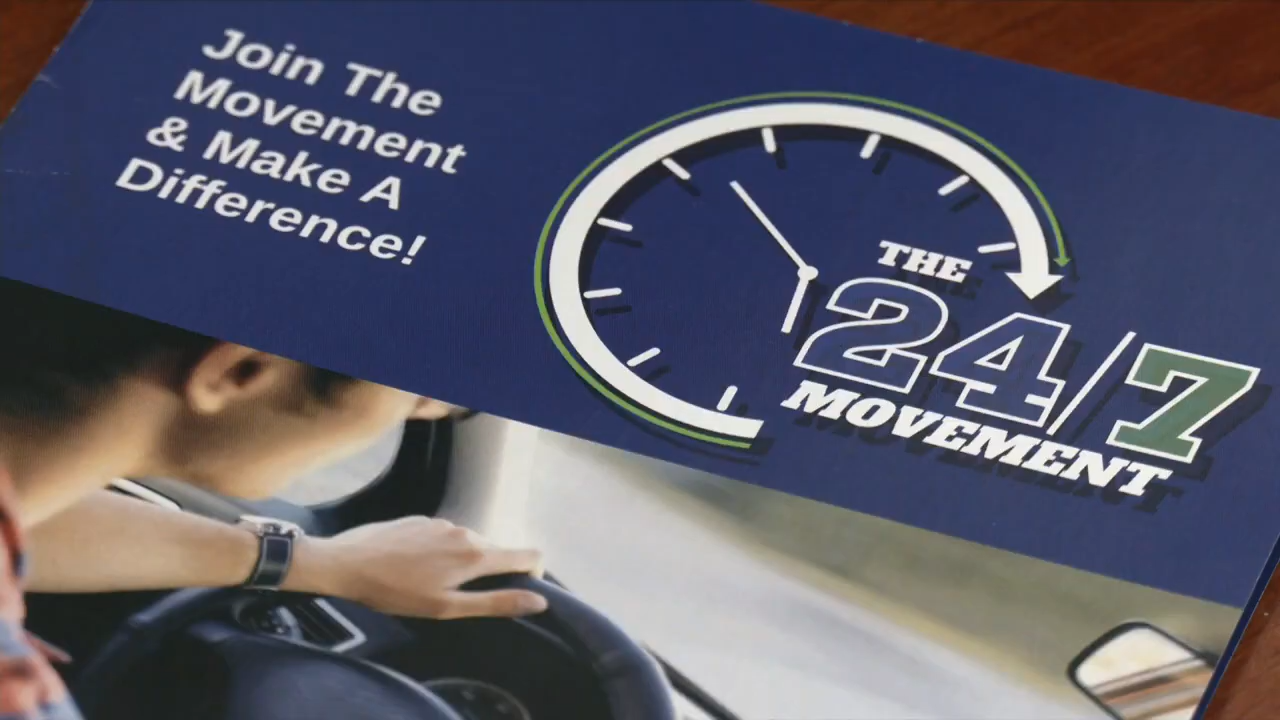 Join The
Movement
& Make A
Difference!
THE
24/7
MOVEMENT